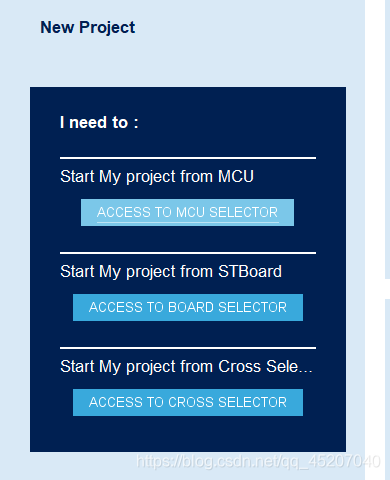 New Project
I need to :
Start My project from MCU
ACCESS TO MCU SELECTOR
Start My project from STBoard
ACCESS TO BOARD SELECTOR
Start My project from Cross Sele...
ACCESS TO CROSS SELECTOR
https://blog.csdn.net/qq_45207040